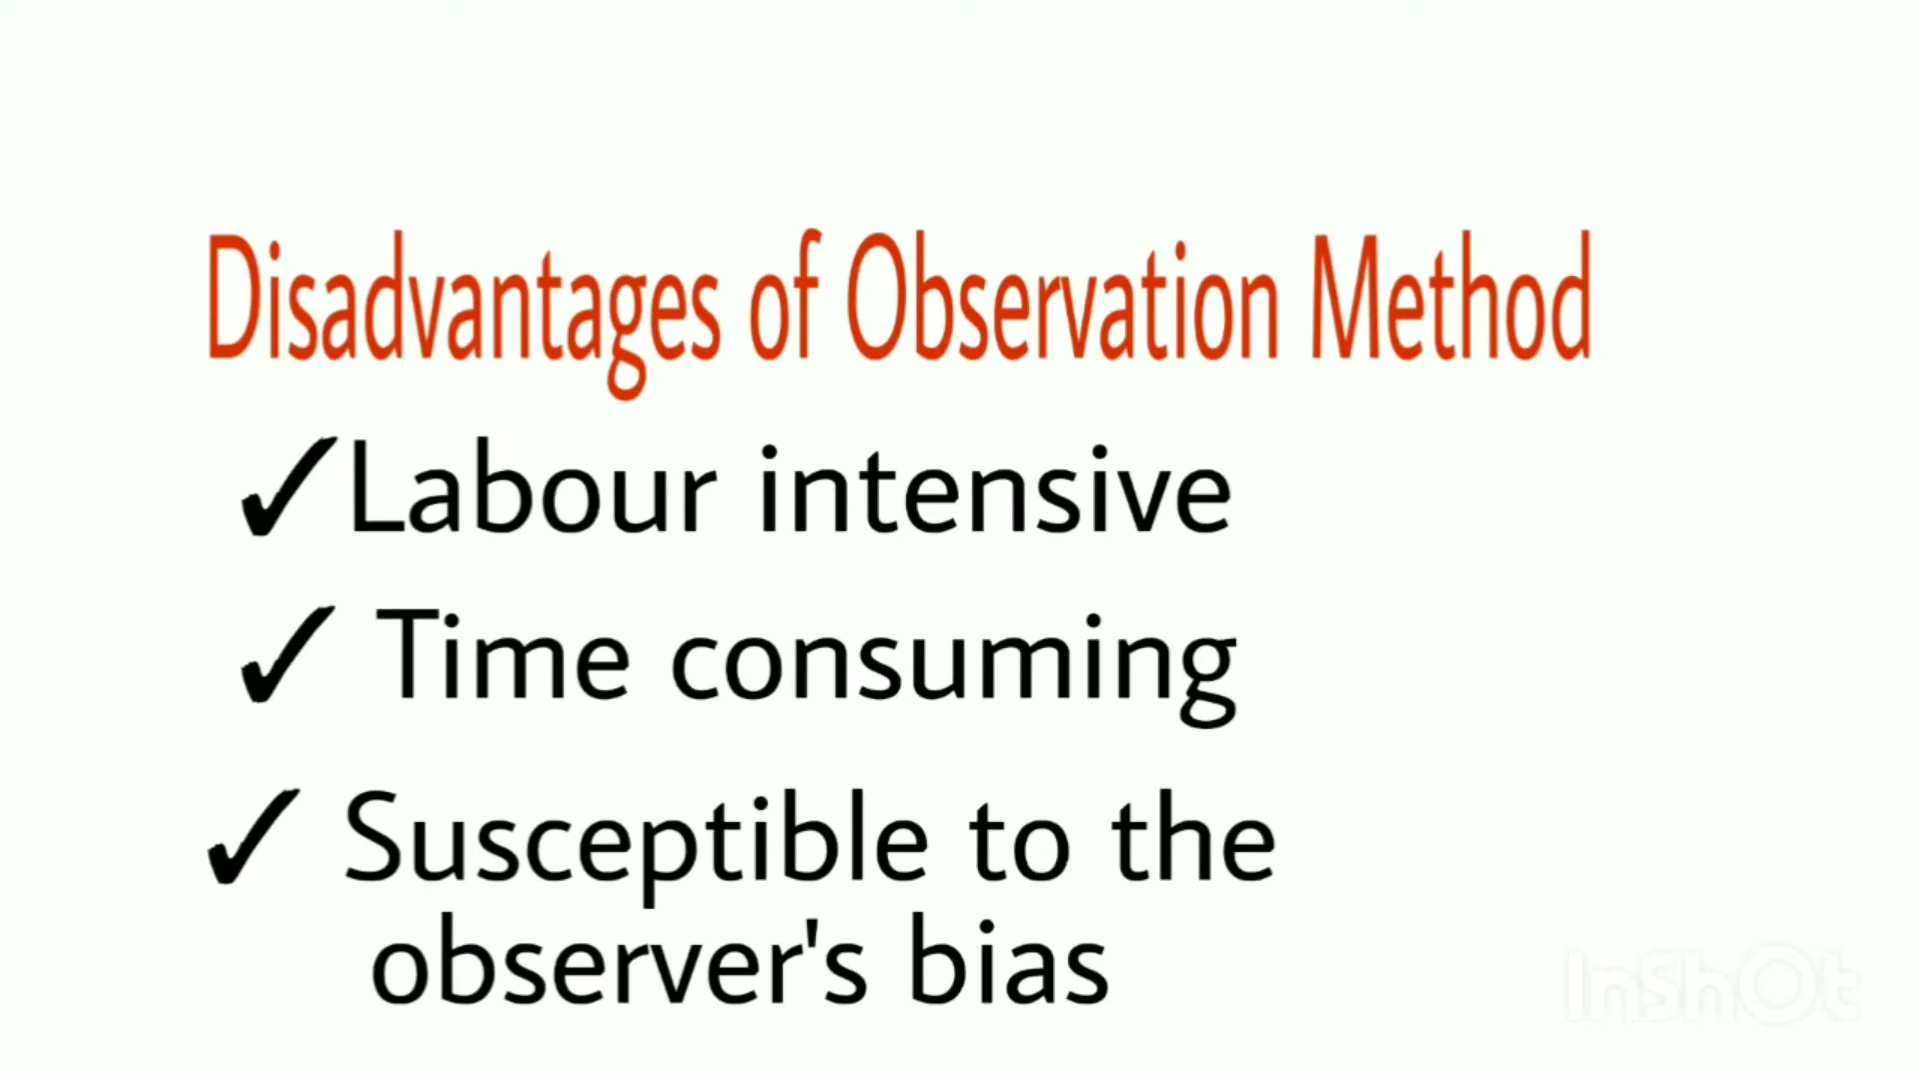 Disadvantages of Observation Method
✓Labour intensive
✓ Time consuming
✓ Susceptible to the
observer's bias
InShOt